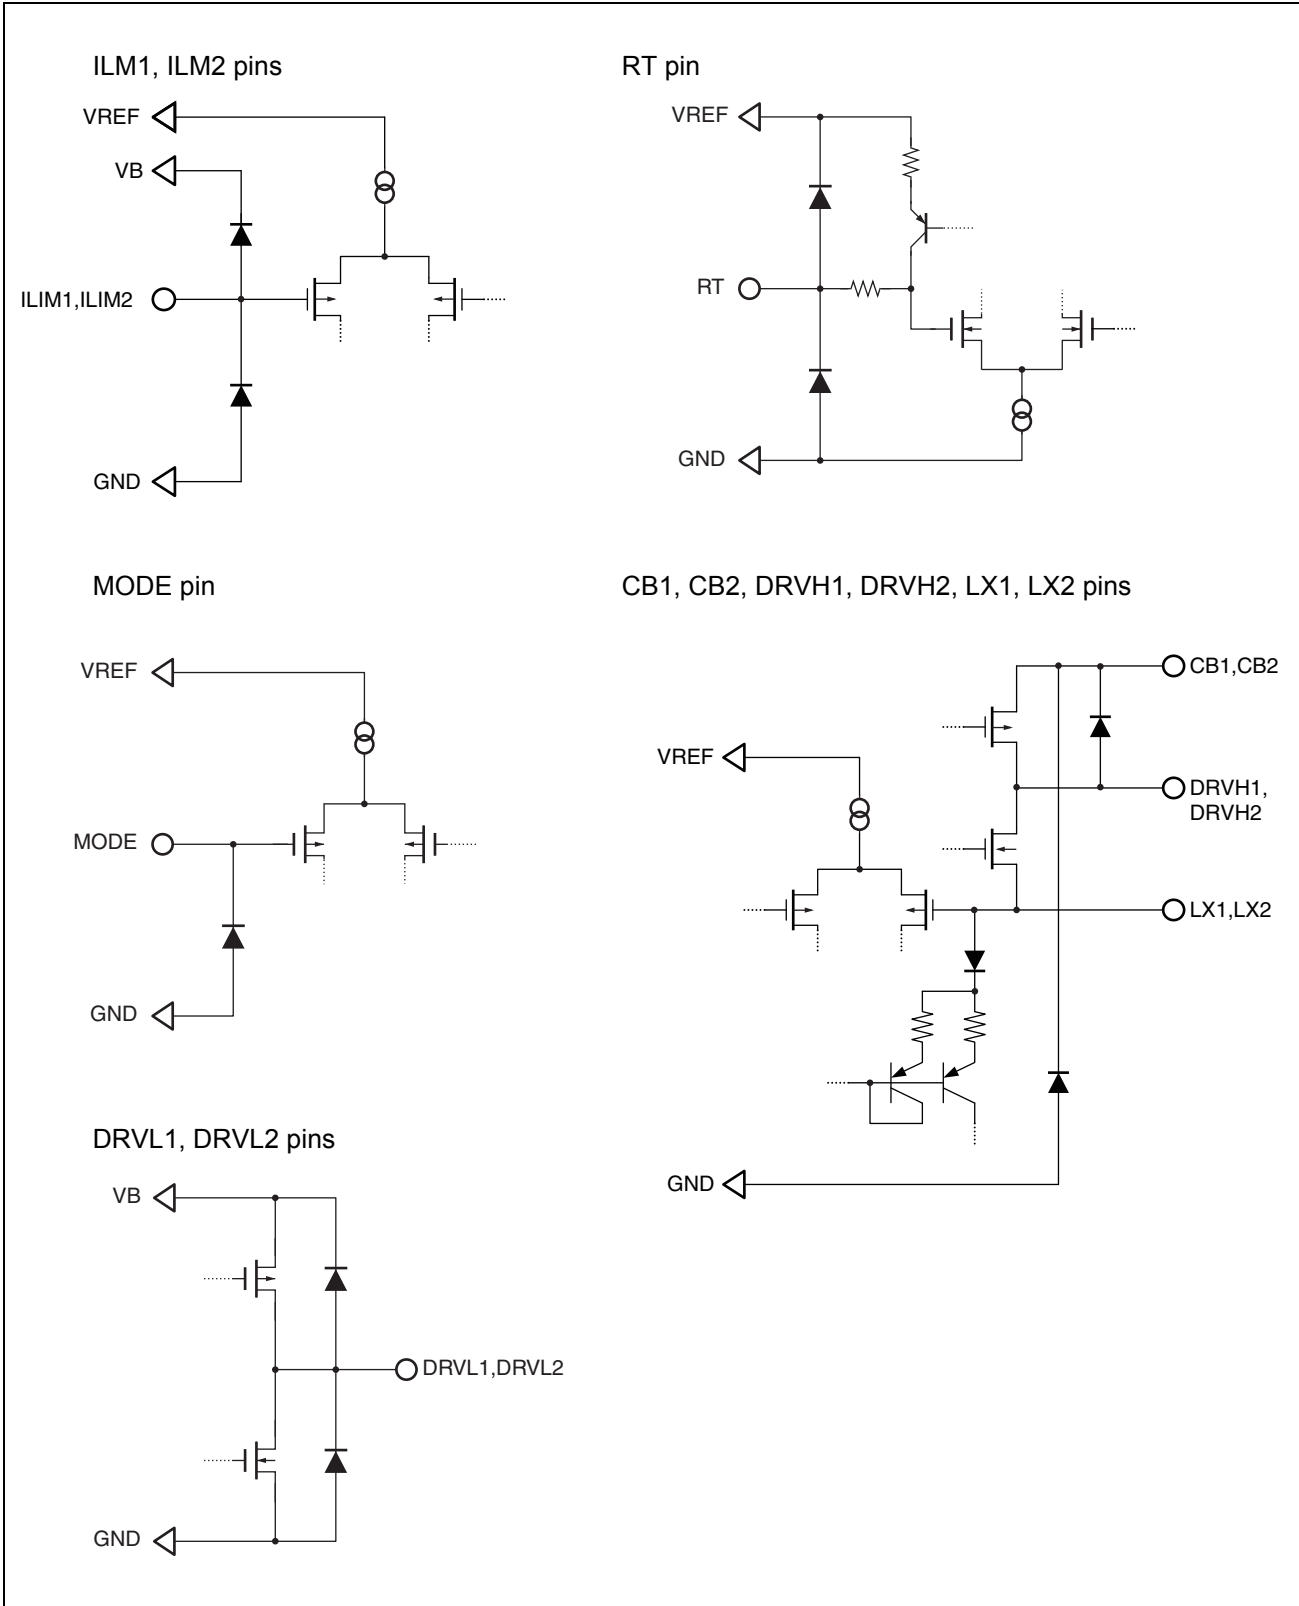 ILM1, ILM2 pins
VREF
VB
ILIM1,ILIM2
GND
RT pin
VREF
RT
GND
MODE pin
VREF
MODE
GND
CB1, CB2, DRVH1, DRVH2, LX1, LX2 pins
CB1,CB2
VREF
DRVH1,
DRVH2
LX1,LX2
GND
DRVL1, DRVL2 pins
VB
DRVL1,DRVL2
GND